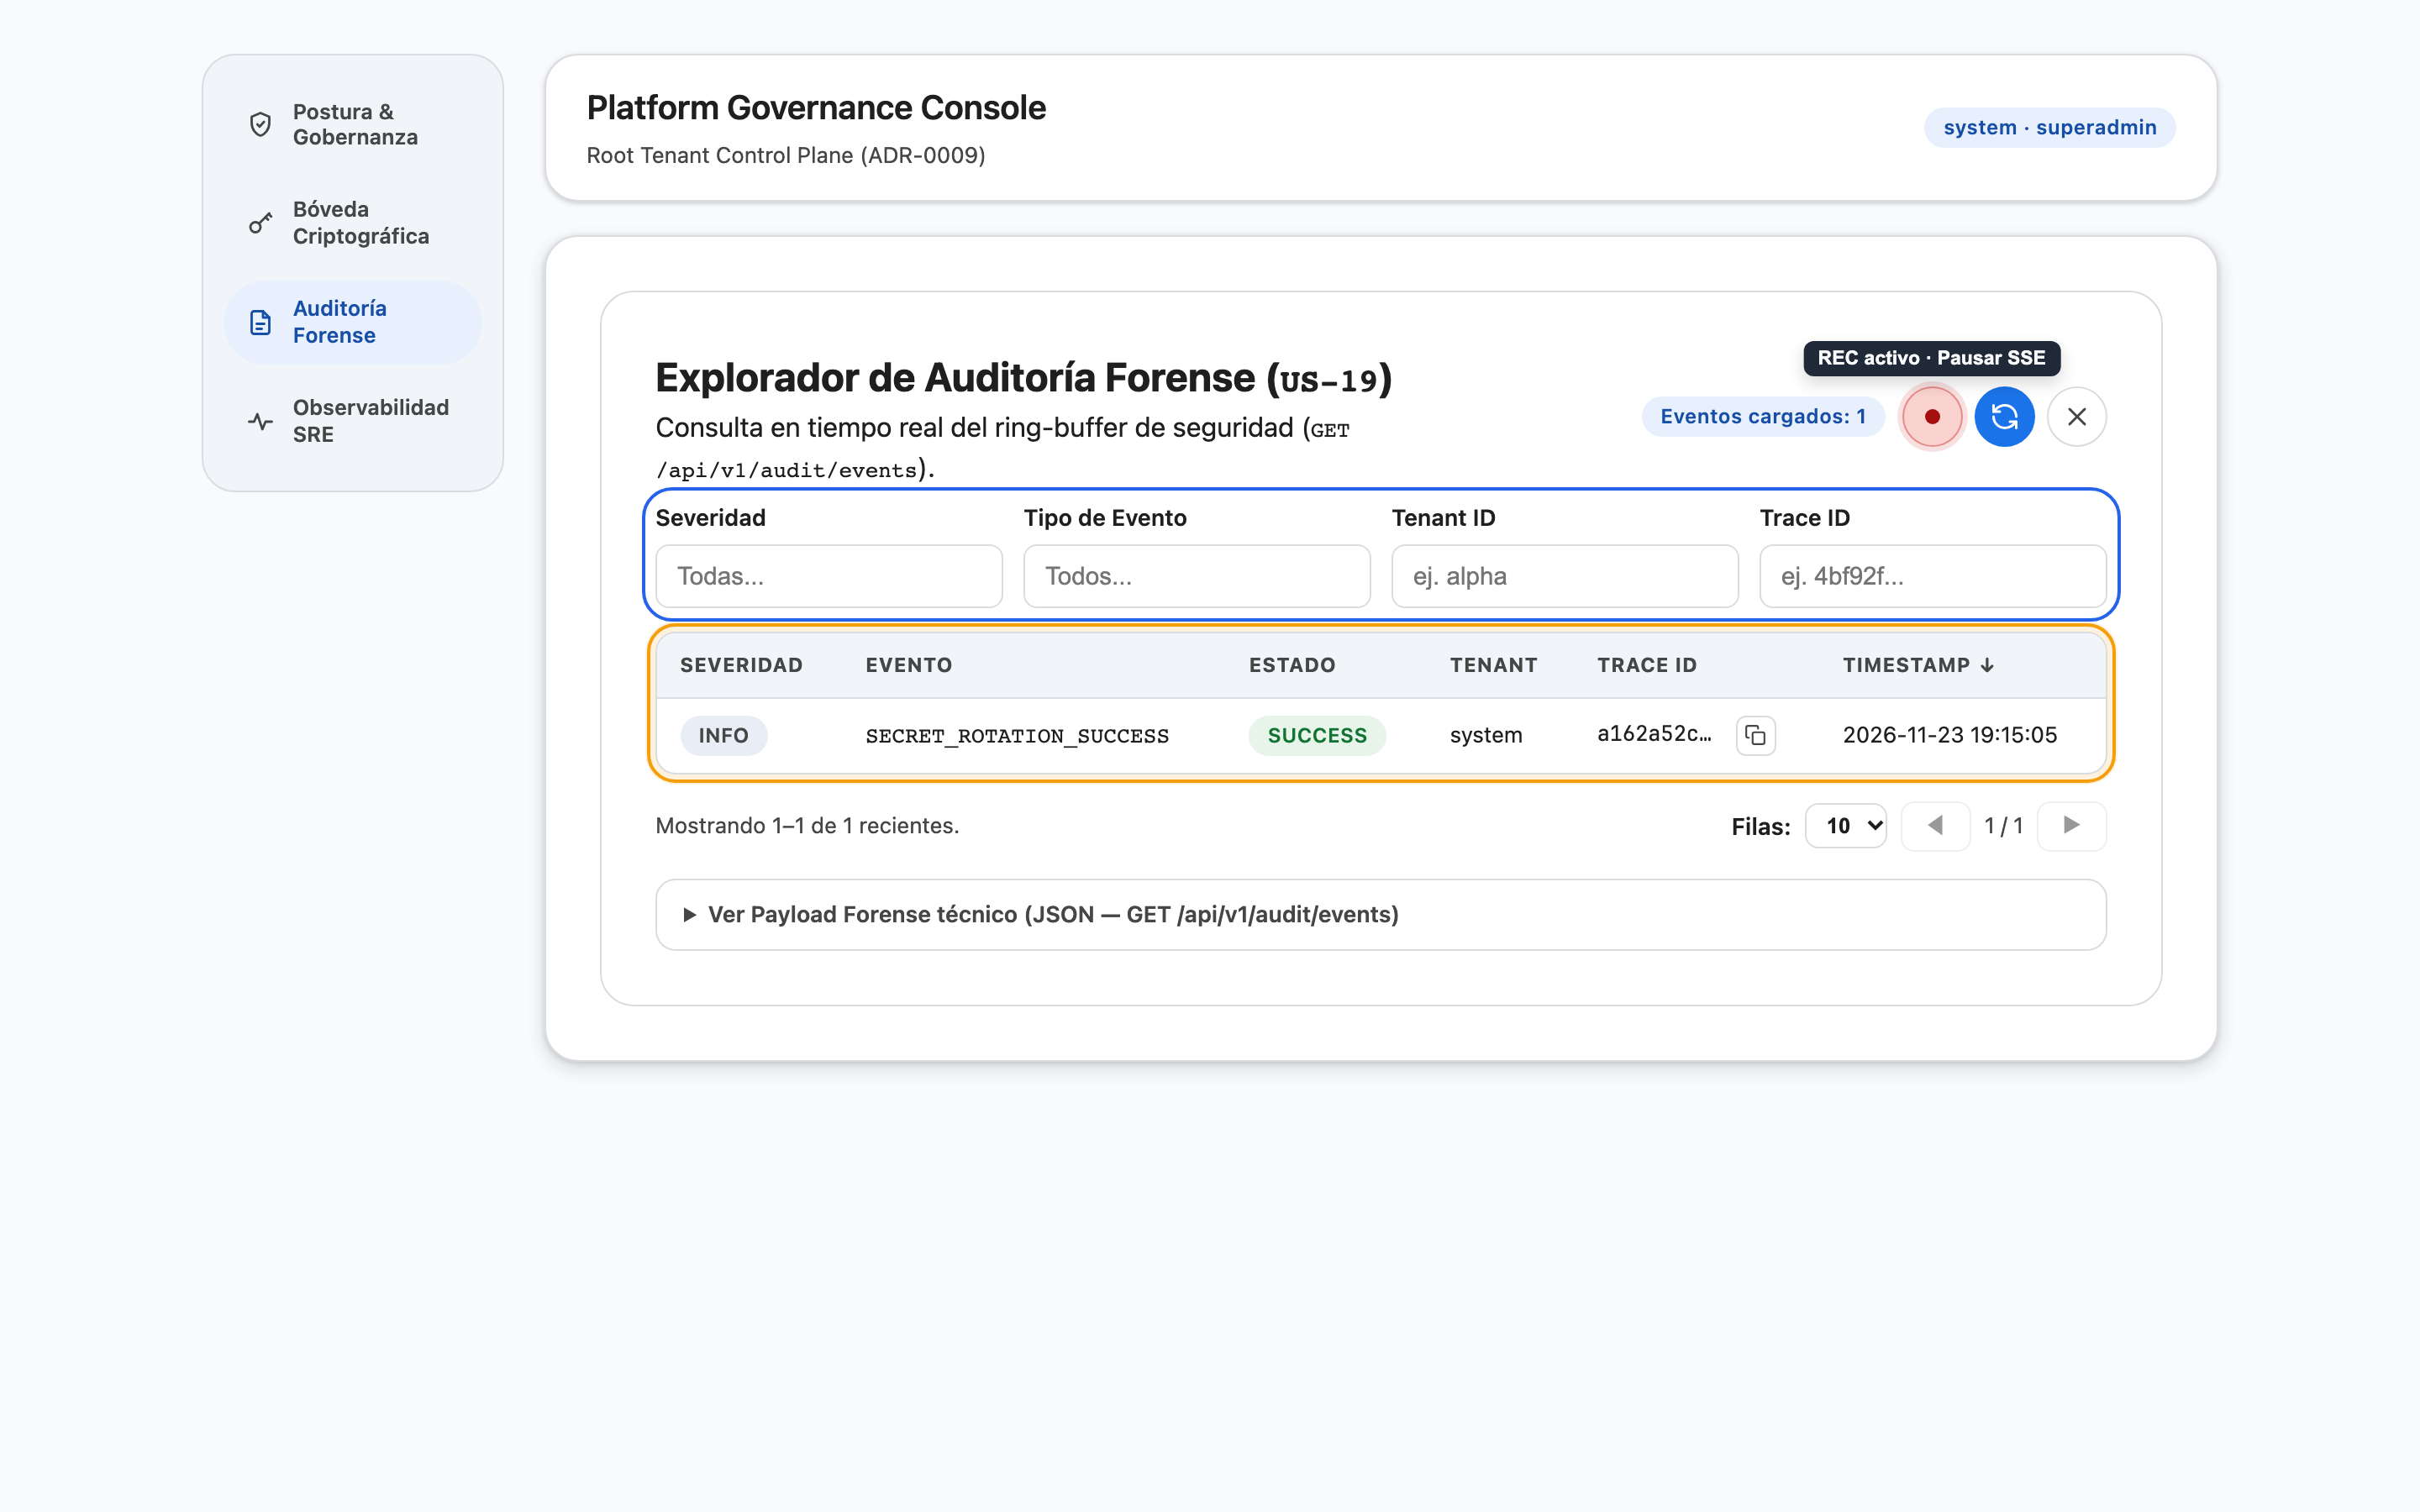 Postura &
Gobernanza
Bóveda
Criptográfica
Auditoría
Forense
Observabilidad
SRE
Platform Governance Console
Root Tenant Control Plane (ADR-0009)
system · superadmin
Explorador de Auditoría Forense (US-19)
Consulta en tiempo real del ring-buffer de seguridad (GET
/api/v1/audit/events).
REC activo · Pausar SSE
Eventos cargados: 1
Severidad Tipo de Evento Tenant ID Trace ID
Todas... Todos... ej. alpha ej. 4bf92f...
SEVERIDAD EVENTO ESTADO TENANT TRACE ID TIMESTAMP ↓
INFO SECRET_ROTATION_SUCCESS SUCCESS system a162a52c… 2026-11-23 19:15:05
Mostrando 1–1 de 1 recientes.
Filas: 10 1 / 1
Ver Payload Forense técnico (JSON — GET /api/v1/audit/events)